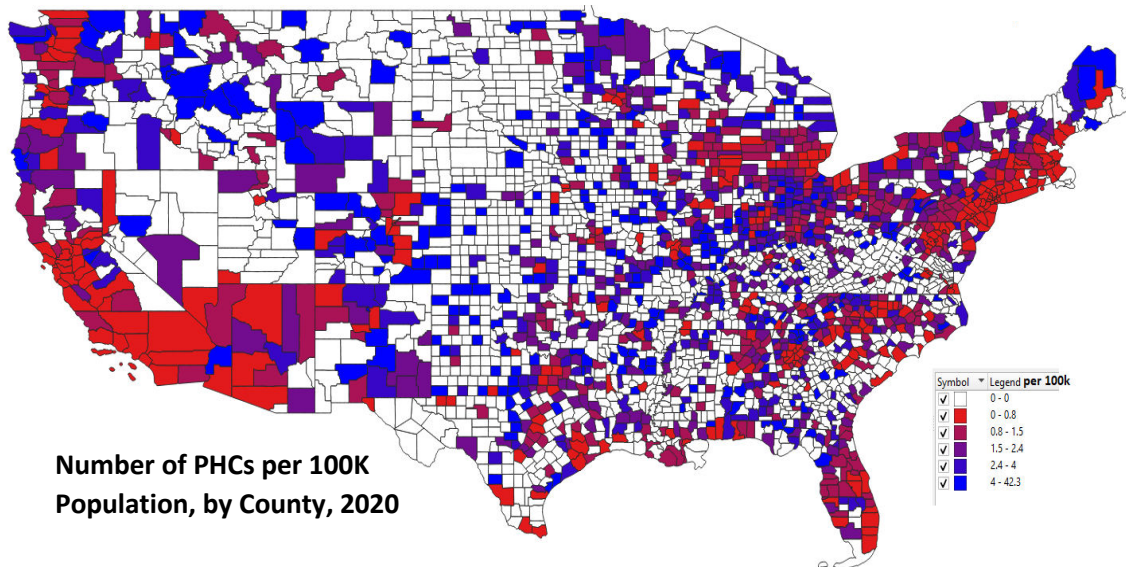 Symbol Legend per 100k
0 - 0
0 - 0.8
0.8 - 1.5
1.5 - 2.4
2.4 - 4
4 - 42.3
Number of PHCs per 100K
Population, by County, 2020